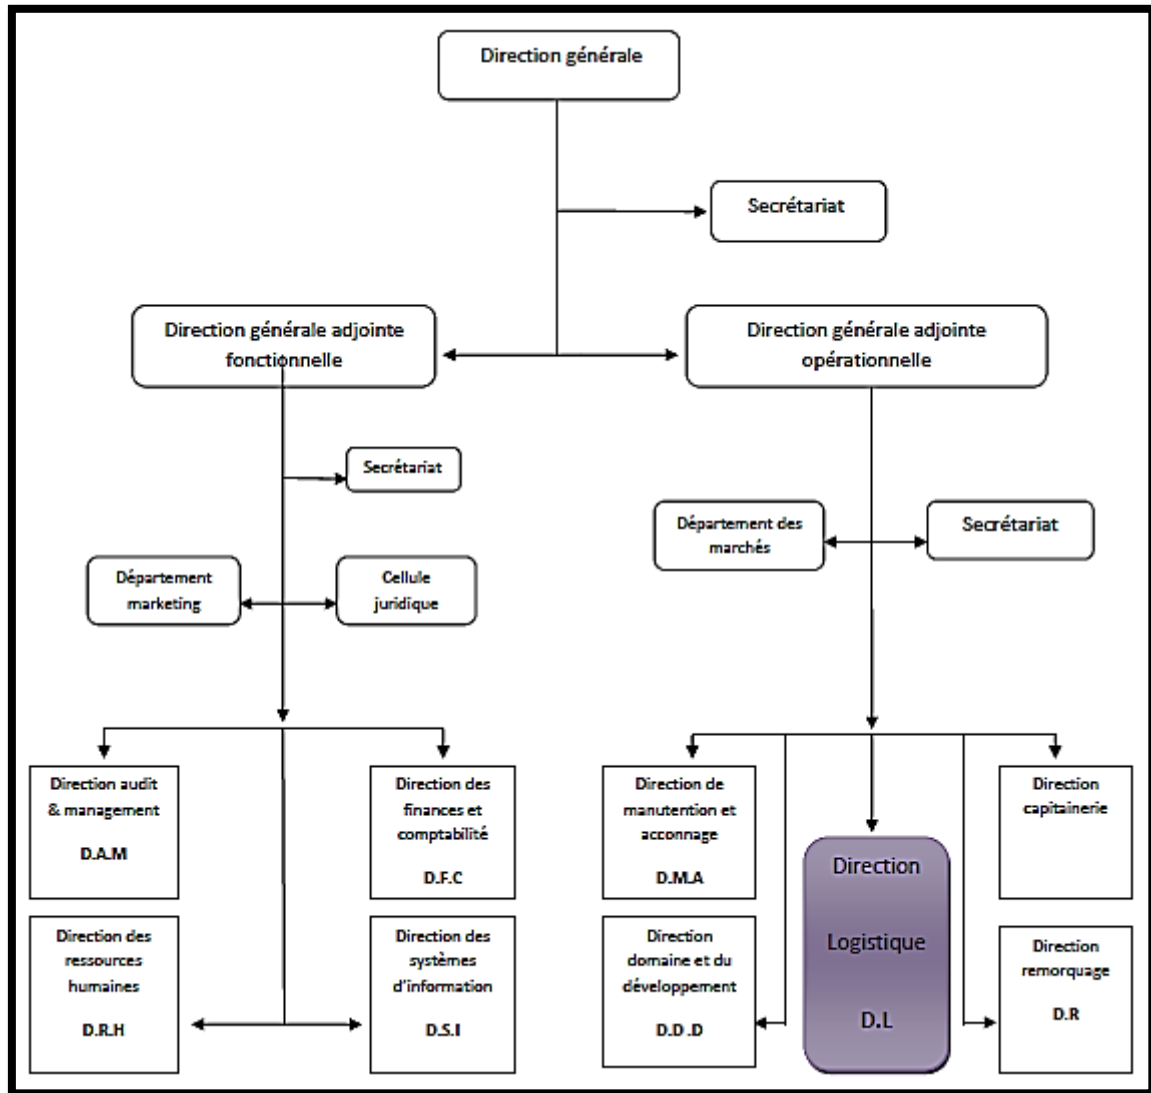 Direction générale
Secrétariat
Direction générale adjointe
fonctionnelle
Direction générale adjointe
opérationnelle
Secrétariat
Département des
marchés
Secrétariat
Département
marketing
Cellule
juridique
Direction audit
& management
D.A.M
Direction des
finances et
comptabilité
D.F.C
Direction de
manutention et
acconnage
D.M.A
Direction
capitainerie
Direction
Logistique
D.L
Direction des
ressources
humaines
D.R.H
Direction des
systèmes
d'information
D.S.I
Direction
domaine et du
développement
D.D .D
Direction
remorquage
D.R